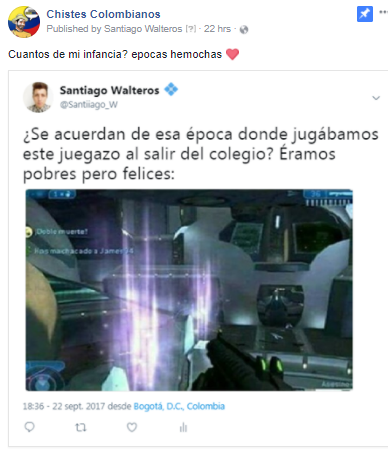 Chistes Colombianos
Published by Santiago Walteros [?] · 22 hrs ·
Cuantos de mi infancia? epocas hemochas
Santiago Walteros
@Santiiago_W
¿Se acuerdan de esa época donde jugábamos
este juegazo al salir del colegio? Éramos
pobres pero felices:
¡Doble muerte!
Has machacado a James
18:36 - 22 sept. 2017 desde Bogotá, D.C., Colombia